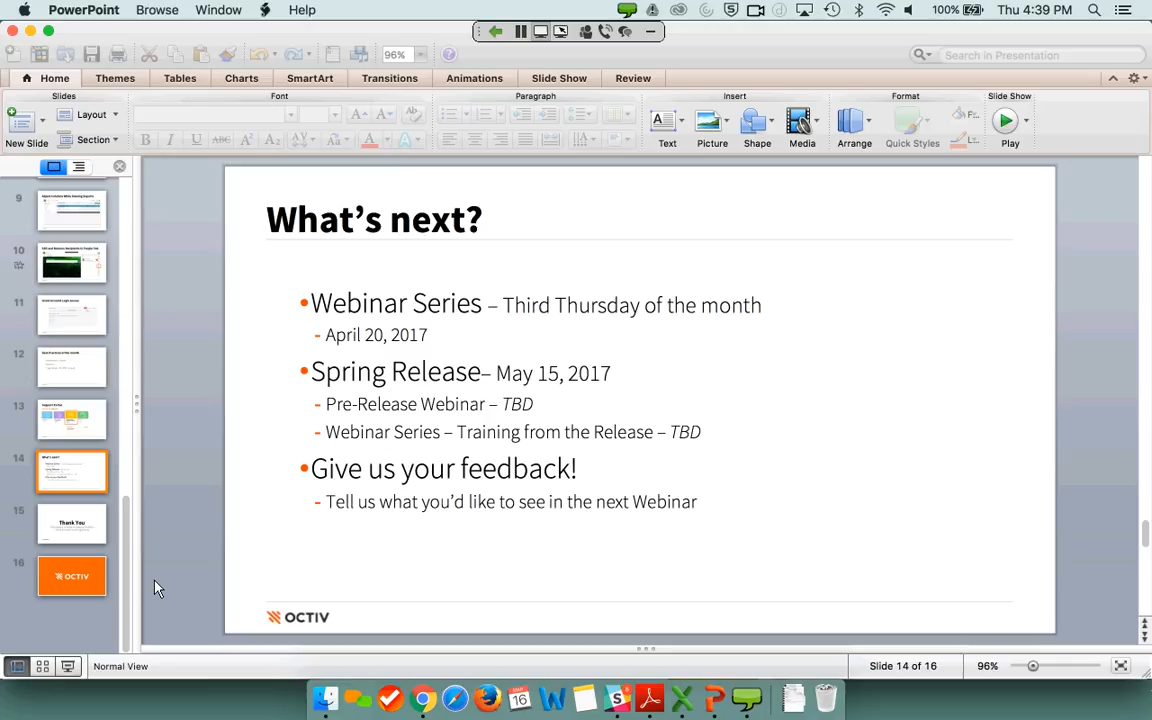 PowerPoint Browse Window Help 100% Thu 4:39 PM
96% Search in Presentation
Home Themes Tables Charts SmartArt Transitions Animations Slide Show Review
Slides Font Paragraph Insert Format Slide Show
New Slide Layout Section Text Picture Shape Media Arrange Quick Styles Play
What's next?
•Webinar Series – Third Thursday of the month
- April 20, 2017
•Spring Release– May 15, 2017
- Pre-Release Webinar – TBD
- Webinar Series – Training from the Release – TBD
•Give us your feedback!
- Tell us what you'd like to see in the next Webinar
OCTIV
9
10
11
12
13
14
What's next?
15
Thank You
16
OCTIV
Normal View Slide 14 of 16 96%